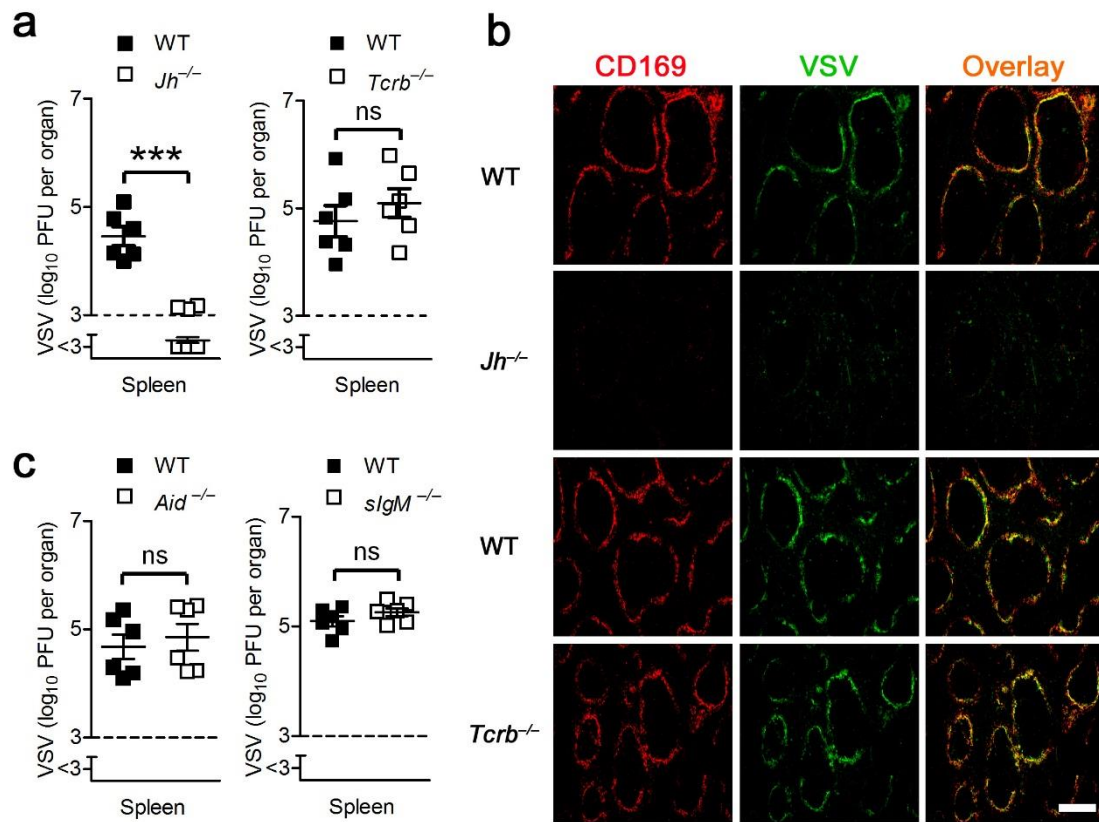 a
WT
Jh–/–
VSV (log10 PFU per organ)
7
5
3
<3
***
Spleen
WT
Tcrb–/–
VSV (log10 PFU per organ)
7
5
3
<3
ns
Spleen
b
CD169 VSV Overlay
WT
Jh–/–
WT
Tcrb–/–
c
WT
Aid –/–
VSV (log10 PFU per organ)
7
5
3
<3
ns
Spleen
WT
sIgM –/–
VSV (log10 PFU per organ)
7
5
3
<3
ns
Spleen